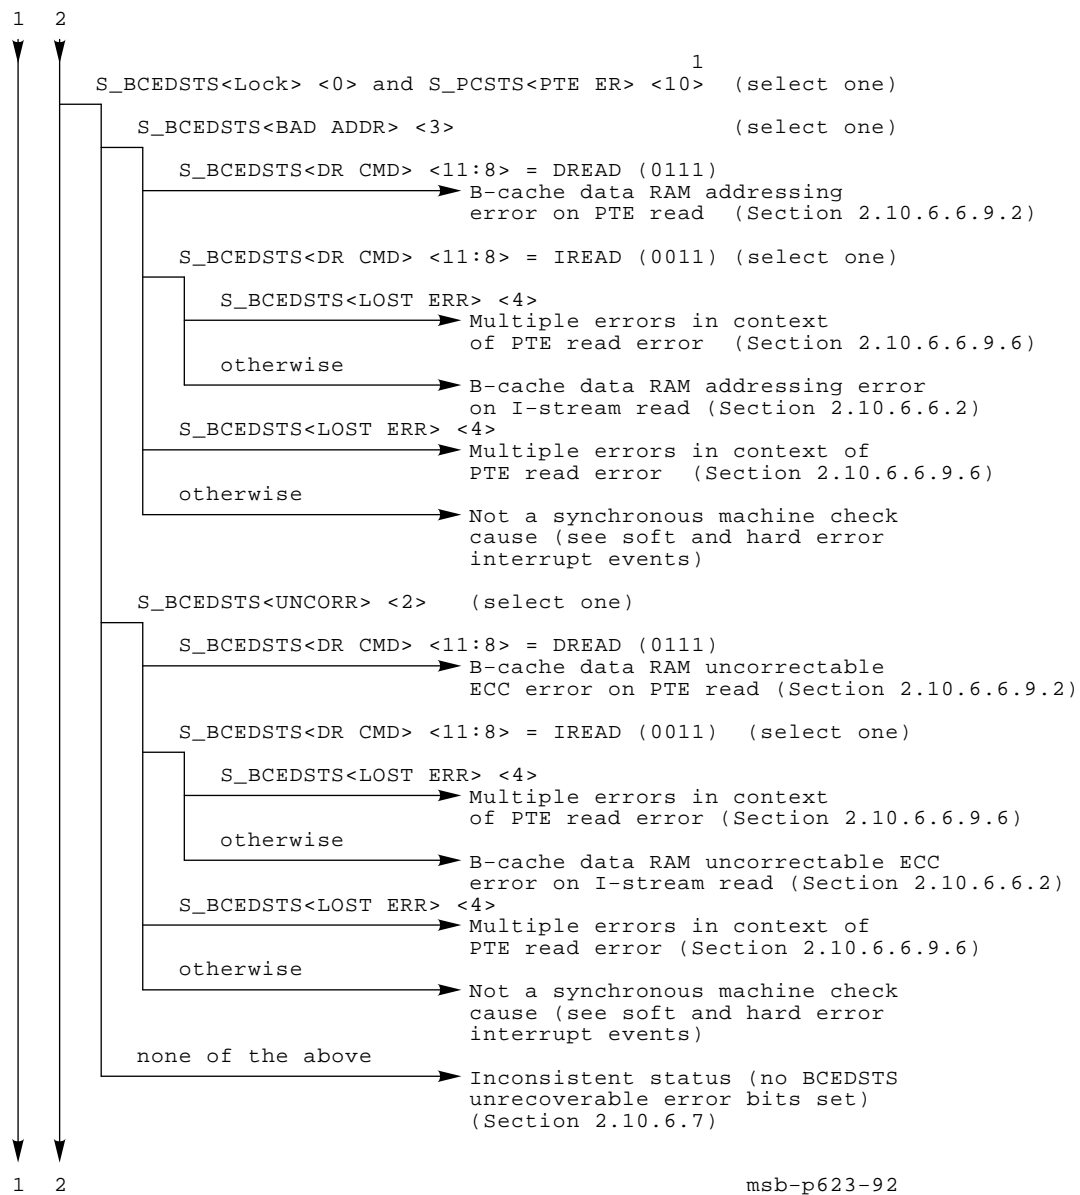 1 2
1
S_BCEDSTS<Lock> <0> and S_PCSTS<PTE ER> <10> (select one)
S_BCEDSTS<BAD ADDR> <3> (select one)
S_BCEDSTS<DR CMD> <11:8> = DREAD (0111)
B-cache data RAM addressing
error on PTE read (Section 2.10.6.6.9.2)
S_BCEDSTS<DR CMD> <11:8> = IREAD (0011) (select one)
S_BCEDSTS<LOST ERR> <4>
Multiple errors in context
of PTE read error (Section 2.10.6.6.9.6)
otherwise
B-cache data RAM addressing error
on I-stream read (Section 2.10.6.6.2)
S_BCEDSTS<LOST ERR> <4>
Multiple errors in context of
PTE read error (Section 2.10.6.6.9.6)
otherwise
Not a synchronous machine check
cause (see soft and hard error
interrupt events)
S_BCEDSTS<UNCORR> <2> (select one)
S_BCEDSTS<DR CMD> <11:8> = DREAD (0111)
B-cache data RAM uncorrectable
ECC error on PTE read (Section 2.10.6.6.9.2)
S_BCEDSTS<DR CMD> <11:8> = IREAD (0011) (select one)
S_BCEDSTS<LOST ERR> <4>
Multiple errors in context
of PTE read error (Section 2.10.6.6.9.6)
otherwise
B-cache data RAM uncorrectable ECC
error on I-stream read (Section 2.10.6.6.2)
S_BCEDSTS<LOST ERR> <4>
Multiple errors in context of
PTE read error (Section 2.10.6.6.9.6)
otherwise
Not a synchronous machine check
cause (see soft and hard error
interrupt events)
none of the above
Inconsistent status (no BCEDSTS
unrecoverable error bits set)
(Section 2.10.6.7)
1 2
msb-p623-92